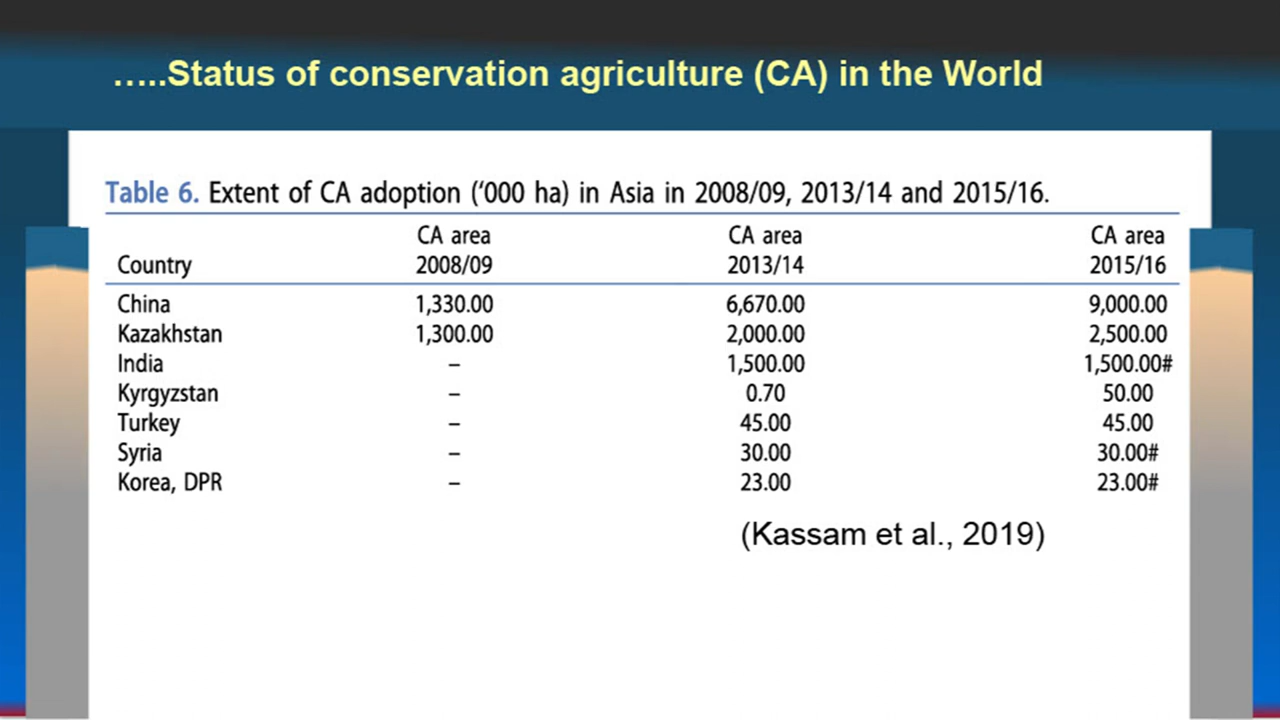 .....Status of conservation agriculture (CA) in the World
Table 6. Extent of CA adoption (‘000 ha) in Asia in 2008/09, 2013/14 and 2015/16.
CA area CA area CA area
Country 2008/09 2013/14 2015/16
China 1,330.00 6,670.00 9,000.00
Kazakhstan 1,300.00 2,000.00 2,500.00
India – 1,500.00 1,500.00#
Kyrgyzstan – 0.70 50.00
Turkey – 45.00 45.00
Syria – 30.00 30.00#
Korea, DPR – 23.00 23.00#
(Kassam et al., 2019)